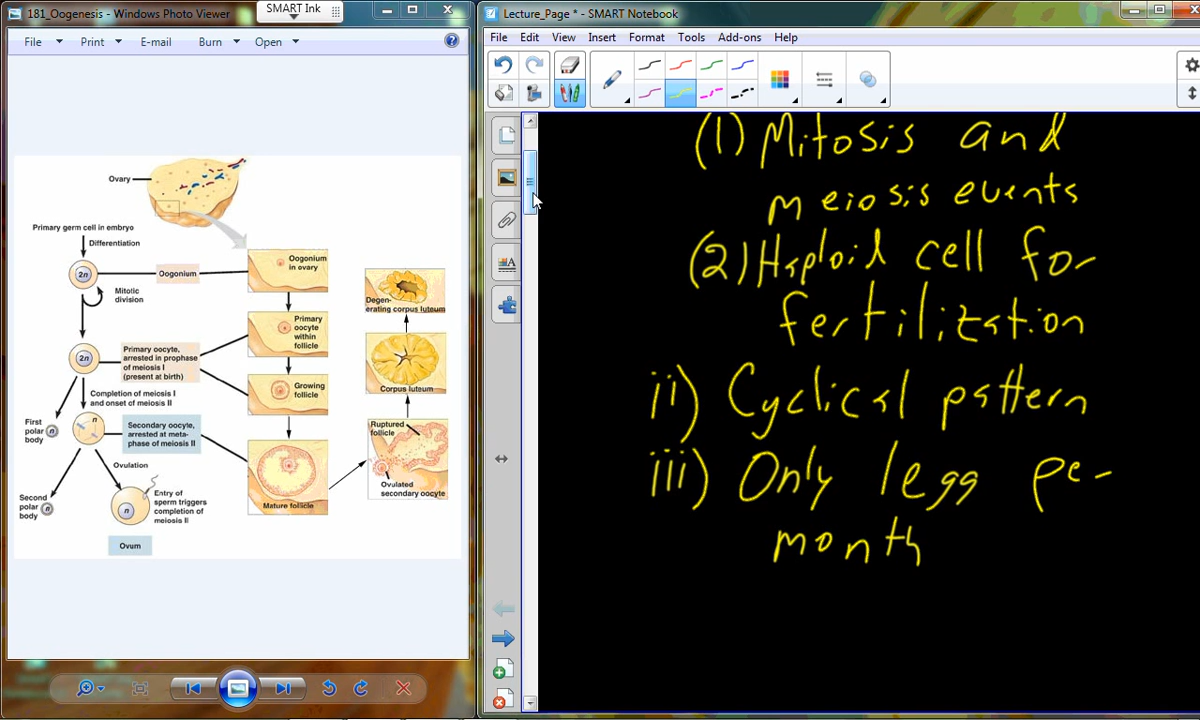 181_Oogenesis - Windows Photo Viewer
SMART Ink
File Print E-mail Burn Open
Ovary
Primary germ cell in embryo
Differentiation
2n
Oogonium
Mitotic
division
2n
Primary oocyte,
arrested in prophase
of meiosis I
(present at birth)
Completion of meiosis I
and onset of meiosis II
First
polar
body
n
n
Secondary oocyte,
arrested at meta-
phase of meiosis II
Ovulation
Second
polar
body
n
n
Entry of
sperm triggers
completion of
meiosis II
Ovum
Oogonium
in ovary
Primary
oocyte
within
follicle
Growing
follicle
Mature follicle
Degen-
erating corpus luteum
Corpus luteum
Ruptured
follicle
Ovulated
secondary oocyte
Lecture_Page * - SMART Notebook
File Edit View Insert Format Tools Add-ons Help
(1) Mitosis and
meiosis events
(2) Haploid cell for
fertilization
ii) Cyclical pattern
iii) Only 1 egg per
month